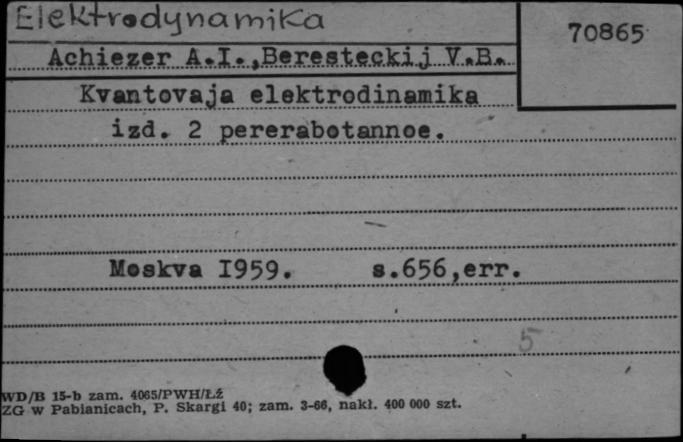 Elektrodynamika
70865
Achiezer A.I.,Beresteckij V.B.
Kvantovaja elektrodinamika
izd. 2 pererabotannoe.
Moskva I959. s.656,err.
5
WD/B 15-b zam. 4065/PWH/Łź
ZG w Pabianicach, P. Skargi 40; zam. 3-66, nakł. 400 000 szt.